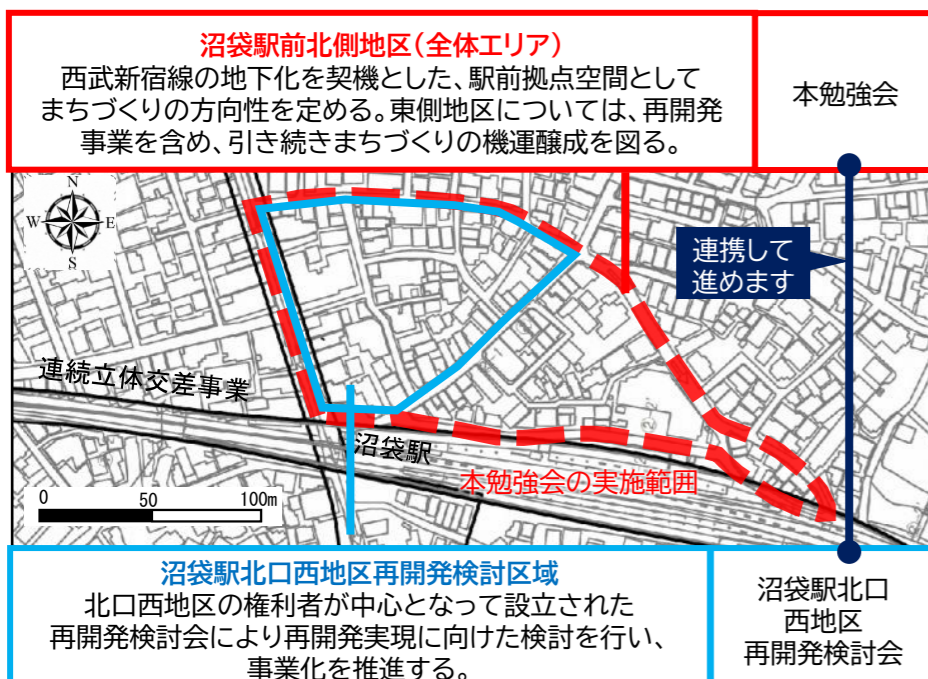 沼袋駅前北側地区(全体エリア)
西武新宿線の地下化を契機とした、駅前拠点空間として
まちづくりの方向性を定める。東側地区については、再開発
事業を含め、引き続きまちづくりの機運醸成を図る。
本勉強会
N
W
E
S
連携して
進めます
連続立体交差事業
沼袋駅
本勉強会の実施範囲
0 50 100m
沼袋駅北口西地区再開発検討区域
北口西地区の権利者が中心となって設立された
再開発検討会により再開発実現に向けた検討を行い、
事業化を推進する。
沼袋駅北口
西地区
再開発検討会